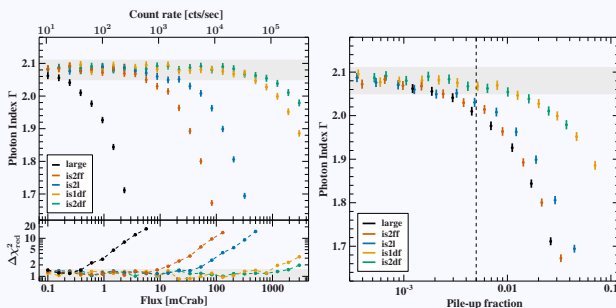 Count rate [cts/sec]
10¹ 10² 10³ 10⁴ 10⁵
Photon Index Γ
2.1
2.0
1.9
1.8
1.7
large
is2ff
is2l
is1df
is2df
Δχ²red
20
10
5
2
1
0.1 1 10 100 1000
Flux [mCrab]
Photon Index Γ
2.1
2.0
1.9
1.8
1.7
large
is2ff
is2l
is1df
is2df
10⁻³ 0.01 0.1
Pile-up fraction